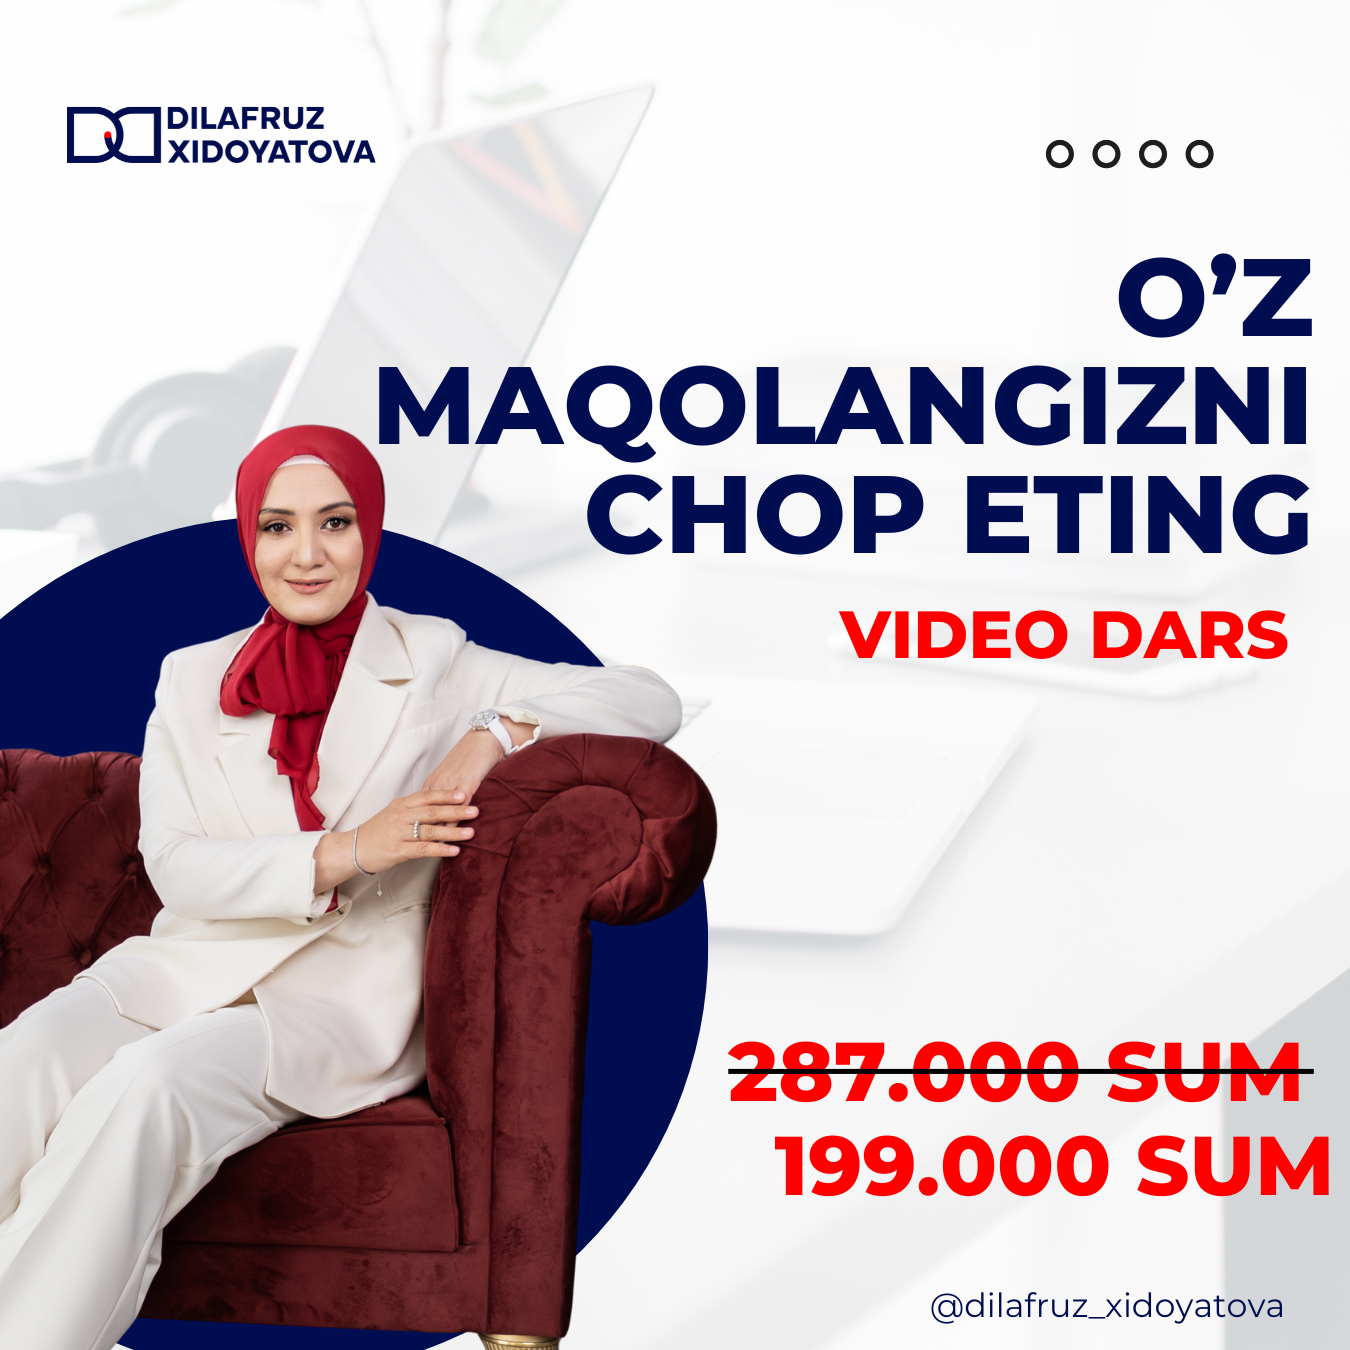 DILAFRUZ
XIDOYATOVA
O’Z
MAQOLANGIZNI
CHOP ETING
VIDEO DARS
287.000 SUM
199.000 SUM
@dilafruz_xidoyatova